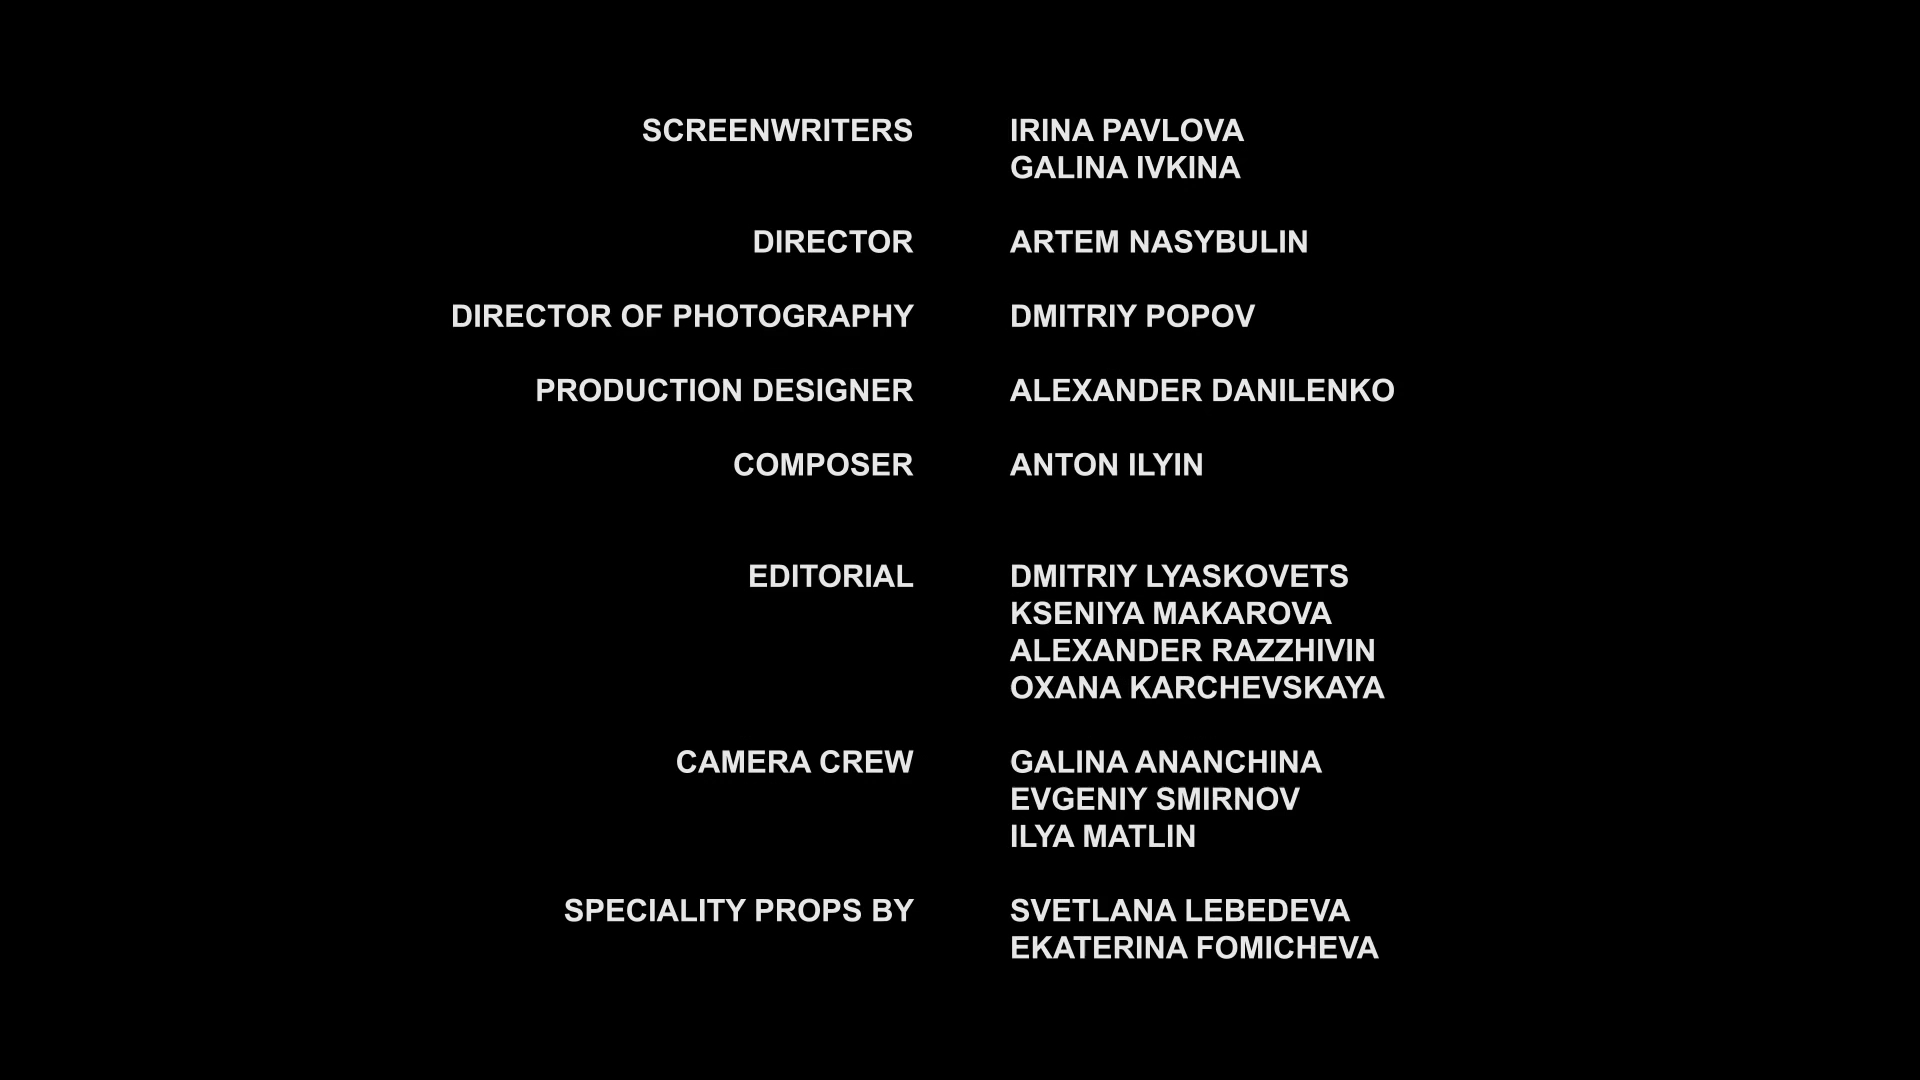 SCREENWRITERS IRINA PAVLOVA
GALINA IVKINA
DIRECTOR ARTEM NASYBULIN
DIRECTOR OF PHOTOGRAPHY DMITRIY POPOV
PRODUCTION DESIGNER ALEXANDER DANILENKO
COMPOSER ANTON ILYIN
EDITORIAL DMITRIY LYASKOVETS
KSENIYA MAKAROVA
ALEXANDER RAZZHIVIN
OXANA KARCHEVSKAYA
CAMERA CREW GALINA ANANCHINA
EVGENIY SMIRNOV
ILYA MATLIN
SPECIALITY PROPS BY SVETLANA LEBEDEVA
EKATERINA FOMICHEVA